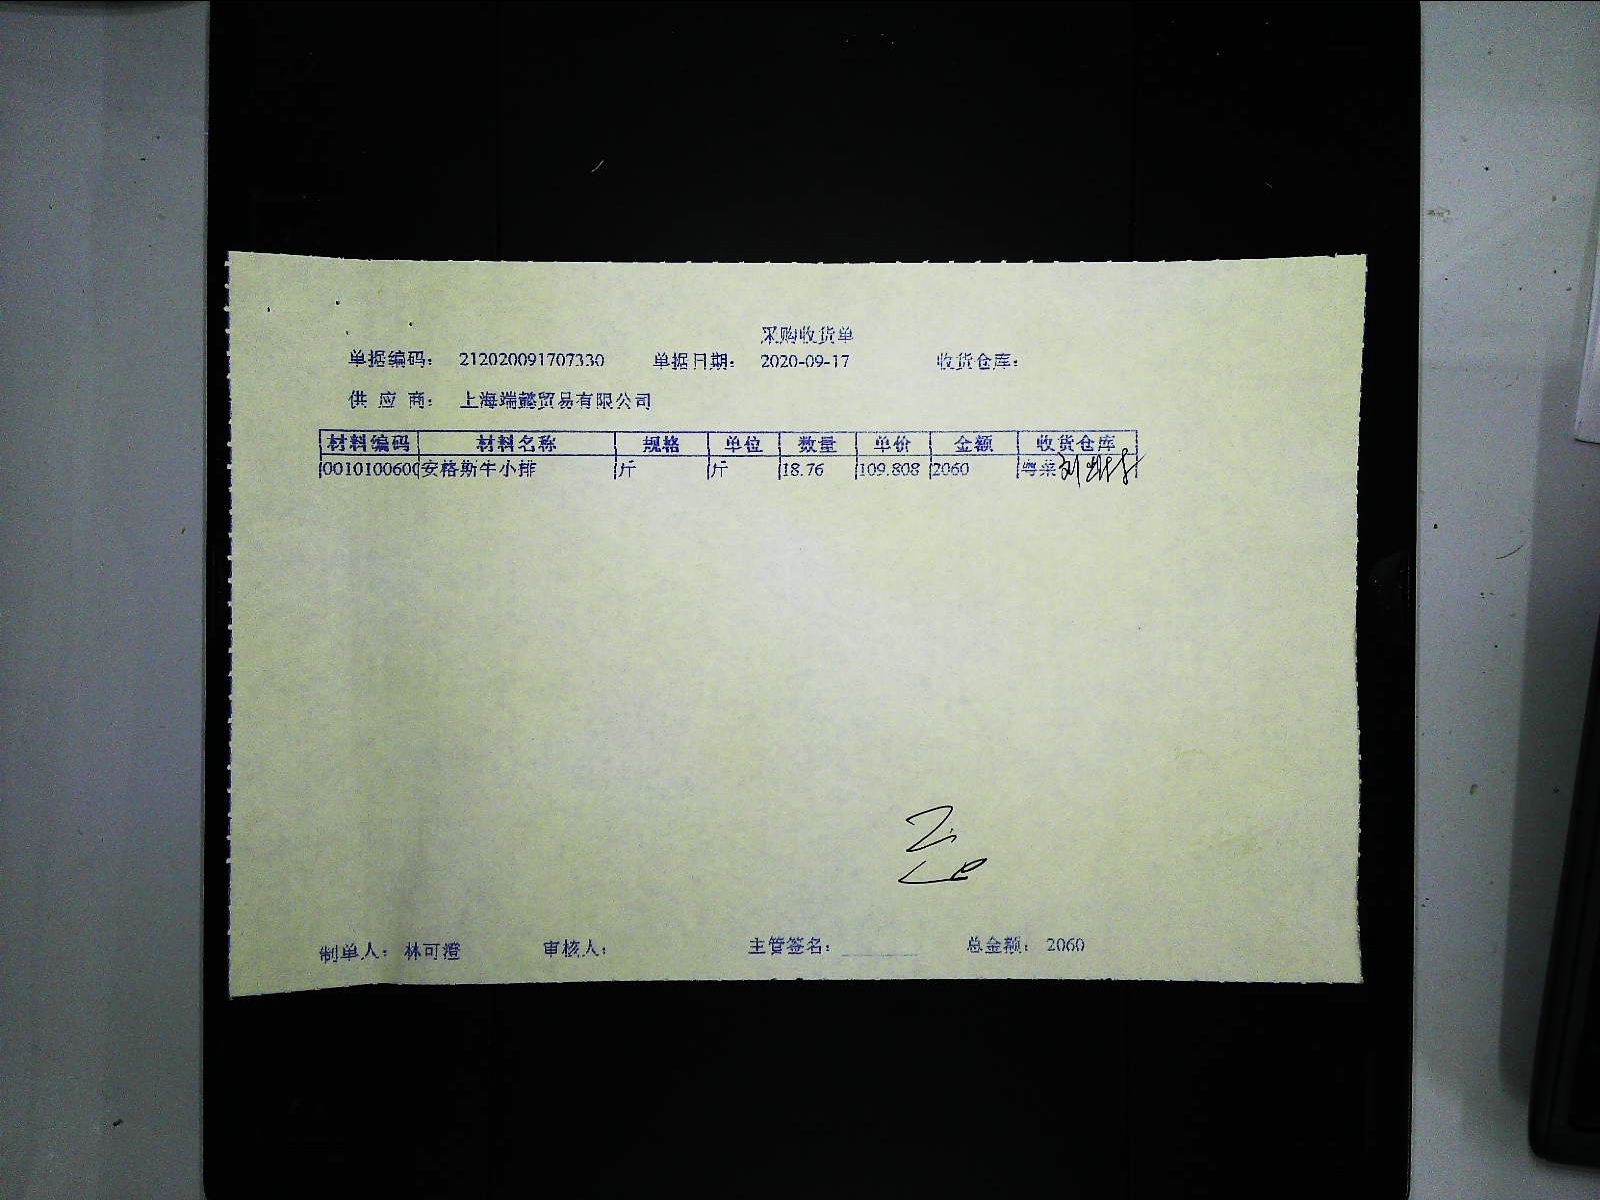 采购收货单
单据编码： 212020091707330 单据日期： 2020-09-17 收货仓库：
供 应 商： 上海端懿贸易有限公司
材料编码 材料名称 规格 单位 数量 单价 金额 收货仓库
0010100600 安格斯牛小排 斤 斤 18.76 109.808 2060 粤菜
制单人： 林可澄 审核人： 主管签名： 总金额： 2060